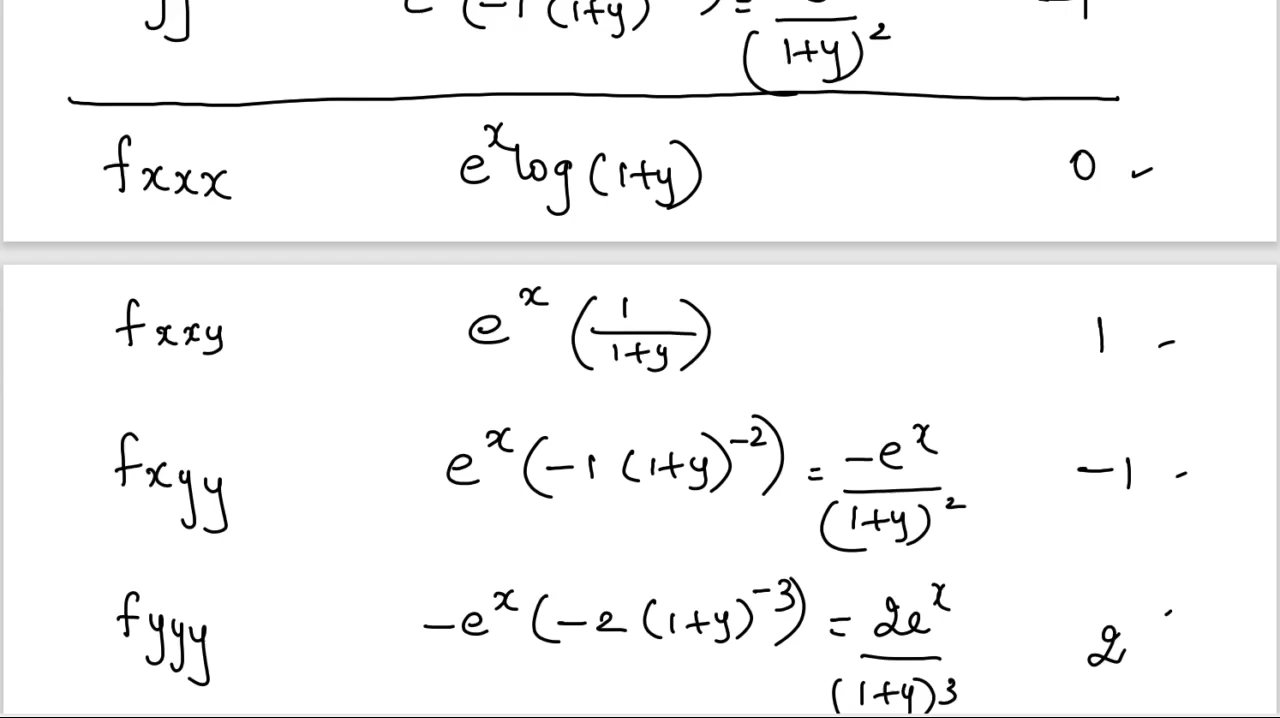 fxxx e^x log(1+y) 0
fxxy e^x (1/(1+y)) 1
fxyy e^x (-1 (1+y)^-2) = -e^x/(1+y)^2 -1
fyyy -e^x (-2 (1+y)^-3) = 2e^x/(1+y)^3 2